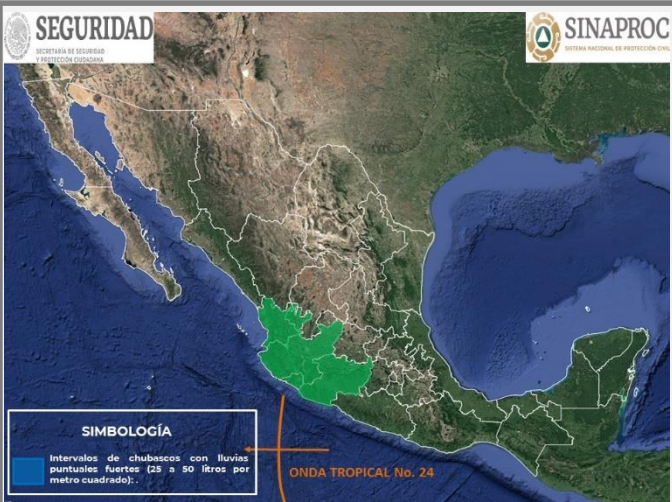 SEGURIDAD
SECRETARÍA DE SEGURIDAD
Y PROTECCIÓN CIUDADANA
SINAPROC
SISTEMA NACIONAL DE PROTECCIÓN CIVIL
SIMBOLOGÍA
Intervalos de chubascos con lluvias
puntuales fuertes (25 a 50 litros por
metro cuadrado):.
ONDA TROPICAL No. 24